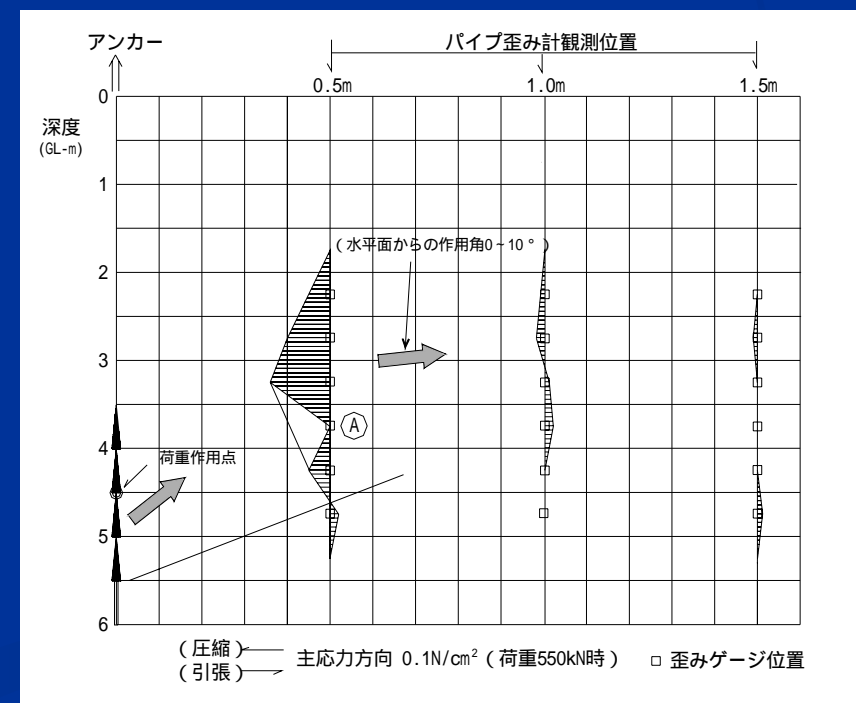 アンカー
パイプ歪み計観測位置
0.5m
1.0m
1.5m
0
深度
(GL-m)
1
(水平面からの作用角0~10°)
2
3
A
4
荷重作用点
5
6
(圧縮)
(引張)
主応力方向 0.1N/cm²(荷重550kN時)
歪みゲージ位置